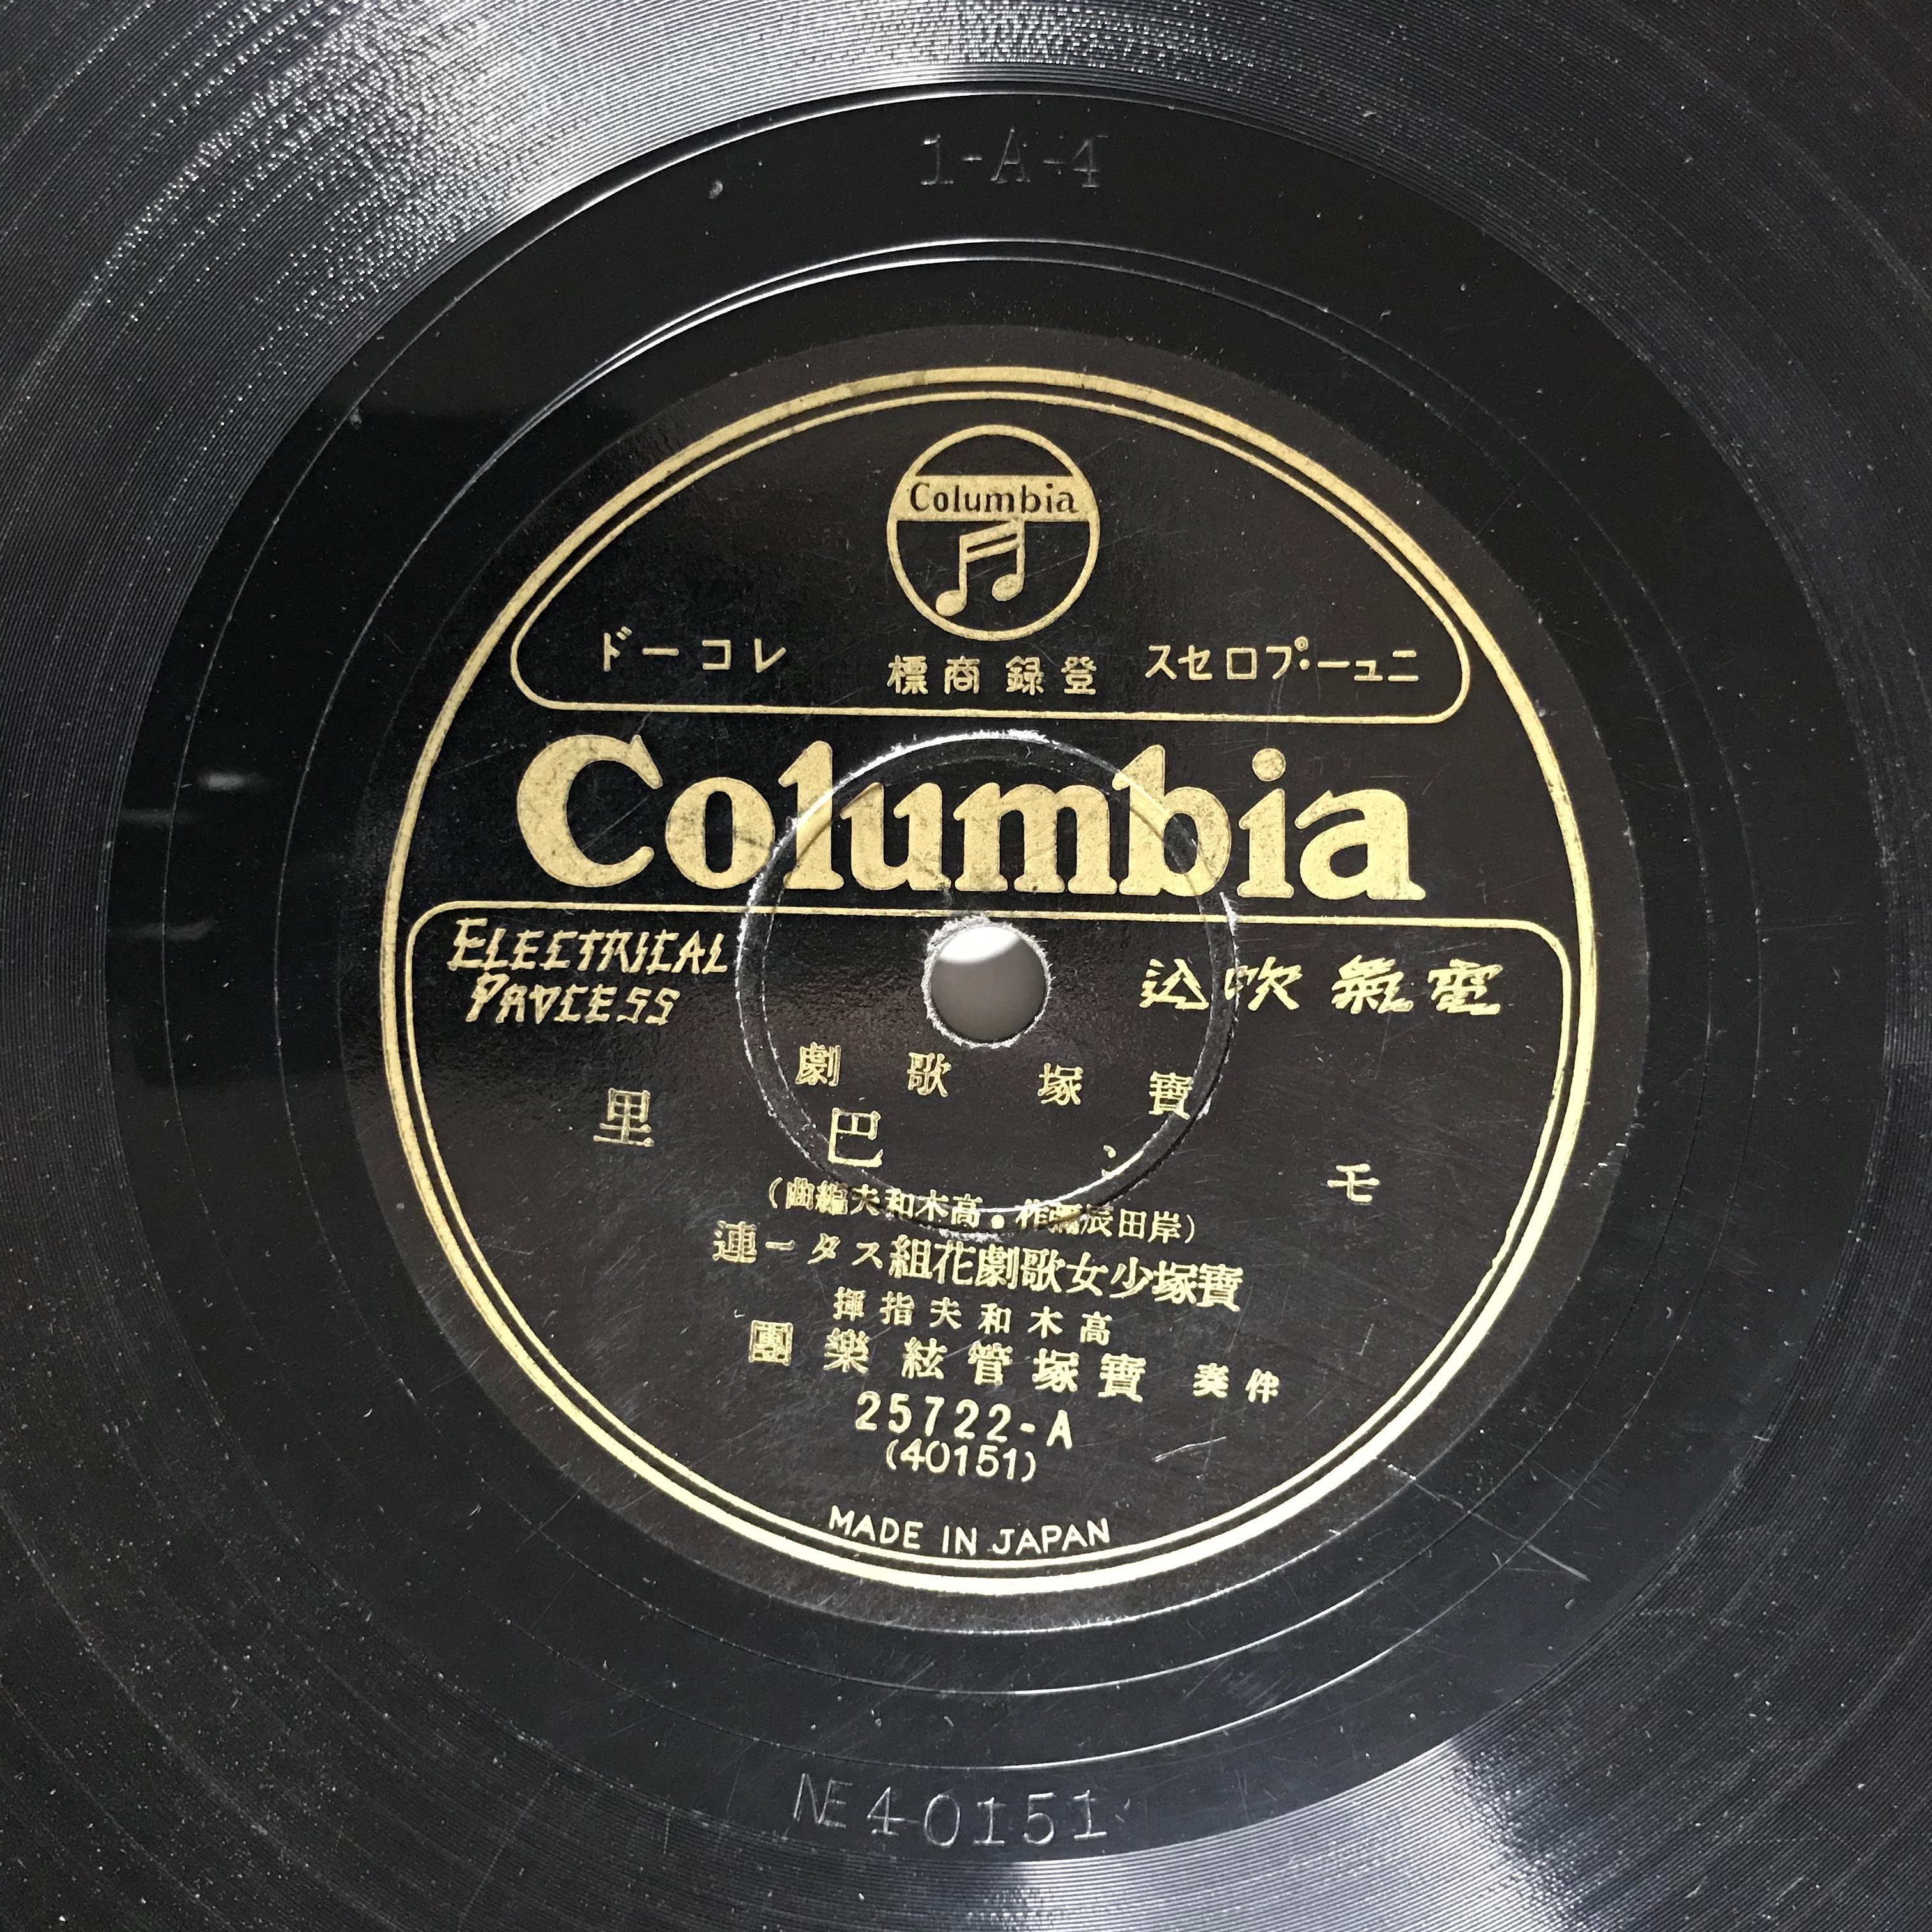 1-A-4
Columbia
ニュー・プロセス 登録商標 レコード
Columbia
ELECTRICAL
PROCESS
電氣吹込
寶塚歌劇
モン巴里
(岸田辰彌作・高木和夫編曲)
寶塚少女歌劇花組スター連
高木和夫指揮
伴奏 寶塚管絃樂團
25722-A
(40151)
MADE IN JAPAN
NE40151